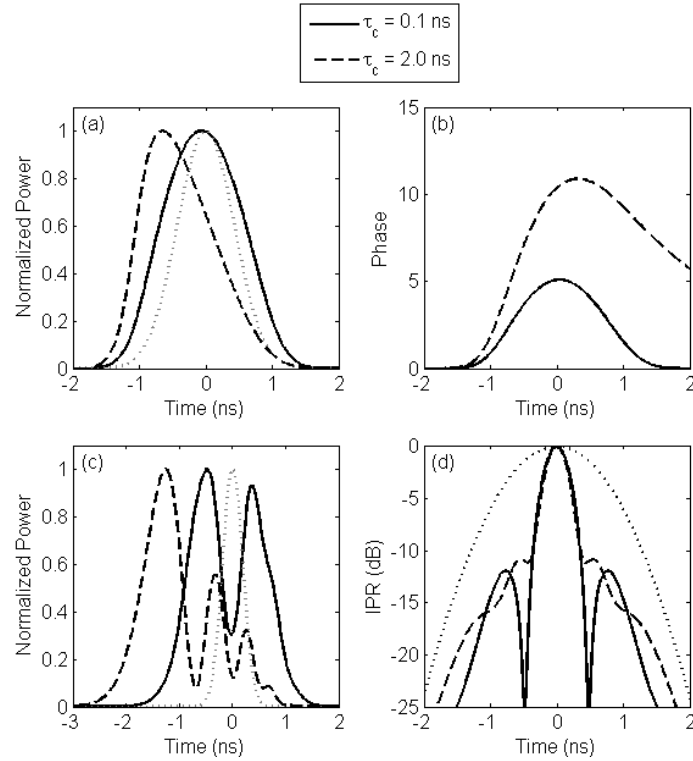 τc = 0.1 ns
τc = 2.0 ns
(a)
1
0.8
0.6
0.4
0.2
0
Normalized Power
-2 -1 0 1 2
Time (ns)
(b)
15
10
5
0
Phase
-2 -1 0 1 2
Time (ns)
(c)
1
0.8
0.6
0.4
0.2
0
Normalized Power
-3 -2 -1 0 1 2
Time (ns)
(d)
0
-5
-10
-15
-20
-25
IPR (dB)
-2 -1 0 1 2
Time (ns)